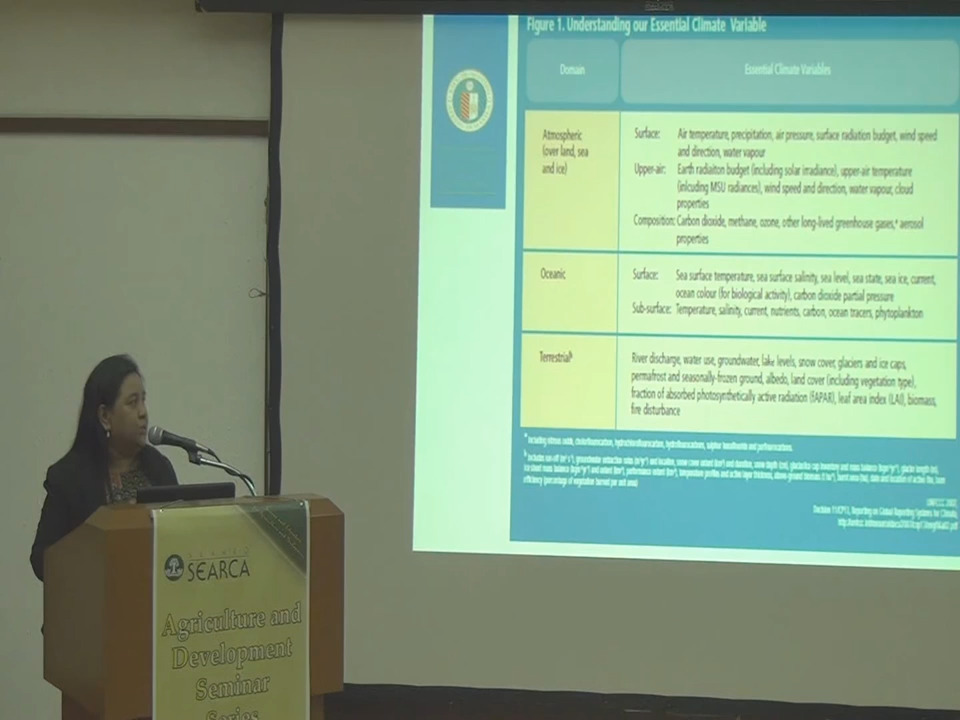 Figure 1. Understanding our Essential Climate Variable
Domain
Essential Climate Variables
Atmospheric
(over land, sea
and ice)
Surface: Air temperature, precipitation, air pressure, surface radiation budget, wind speed
and direction, water vapour
Upper-air: Earth radiaiton budget (including solar irradiance), upper-air temperature
(inlcuding MSU radiances), wind speed and direction, water vapour, cloud
properties
Composition: Carbon dioxide, methane, ozone, other long-lived greenhouse gases,a aerosol
properties
Oceanic
Surface: Sea surface temperature, sea surface salinity, sea level, sea state, sea ice, current,
ocean colour (for biological activity), carbon dioxide partial pressure
Sub-surface: Temperature, salinity, current, nutrients, carbon, ocean tracers, phytoplankton
Terrestrialb
River discharge, water use, groundwater, lake levels, snow cover, glaciers and ice caps,
permafrost and seasonally-frozen ground, albedo, land cover (including vegetation type),
fraction of absorbed photosynthetically active radiation (fAPAR), leaf area index (LAI), biomass,
fire disturbance
SEARCA
Agriculture and
Development
Seminar
Series